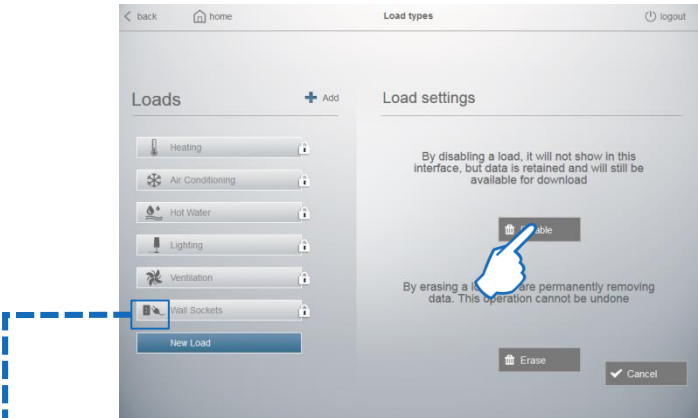 back
home
Load types
logout
Loads
Add
Heating
Air Conditioning
Hot Water
Lighting
Ventilation
Wall Sockets
New Load
Load settings
By disabling a load, it will not show in this
interface, but data is retained and will still be
available for download
By erasing a are permanently removing
data. This operation cannot be undone
Erase
Cancel